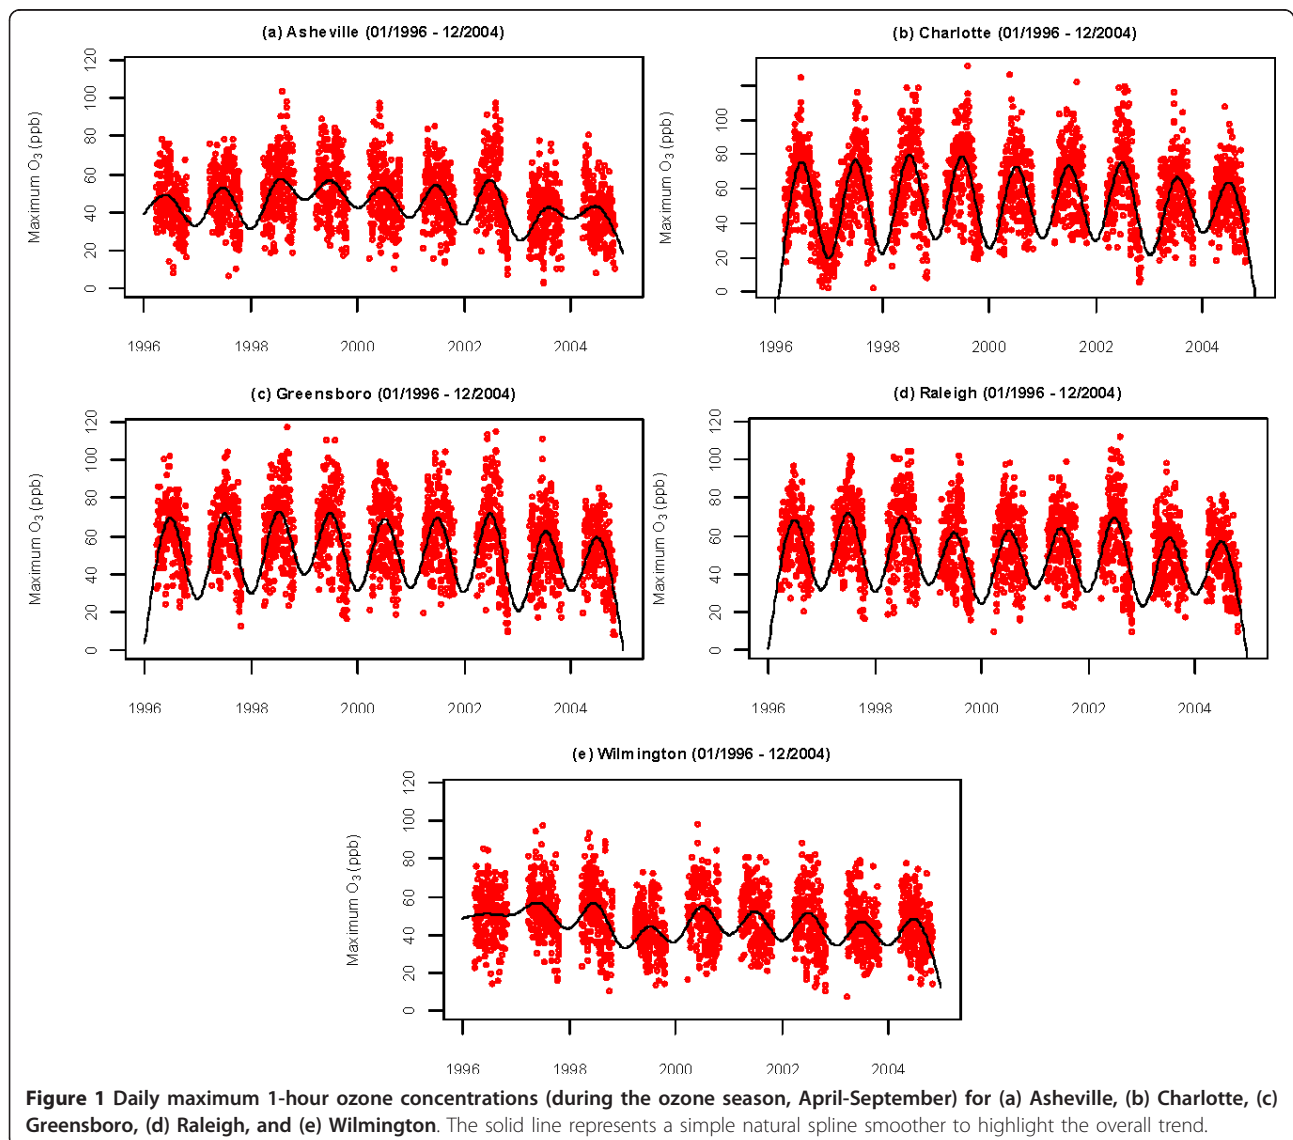 (a) Asheville (01/1996 - 12/2004)
Maximum O3 (ppb)
120
100
80
60
40
20
0
1996 1998 2000 2002 2004
(b) Charlotte (01/1996 - 12/2004)
Maximum O3 (ppb)
100
80
60
40
20
0
1996 1998 2000 2002 2004
(c) Greensboro (01/1996 - 12/2004)
Maximum O3 (ppb)
120
100
80
60
40
20
0
1996 1998 2000 2002 2004
(d) Raleigh (01/1996 - 12/2004)
Maximum O3 (ppb)
120
100
80
60
40
20
0
1996 1998 2000 2002 2004
(e) Wilmington (01/1996 - 12/2004)
Maximum O3 (ppb)
120
100
80
60
40
20
0
1996 1998 2000 2002 2004
Figure 1 Daily maximum 1-hour ozone concentrations (during the ozone season, April-September) for (a) Asheville, (b) Charlotte, (c)
Greensboro, (d) Raleigh, and (e) Wilmington. The solid line represents a simple natural spline smoother to highlight the overall trend.